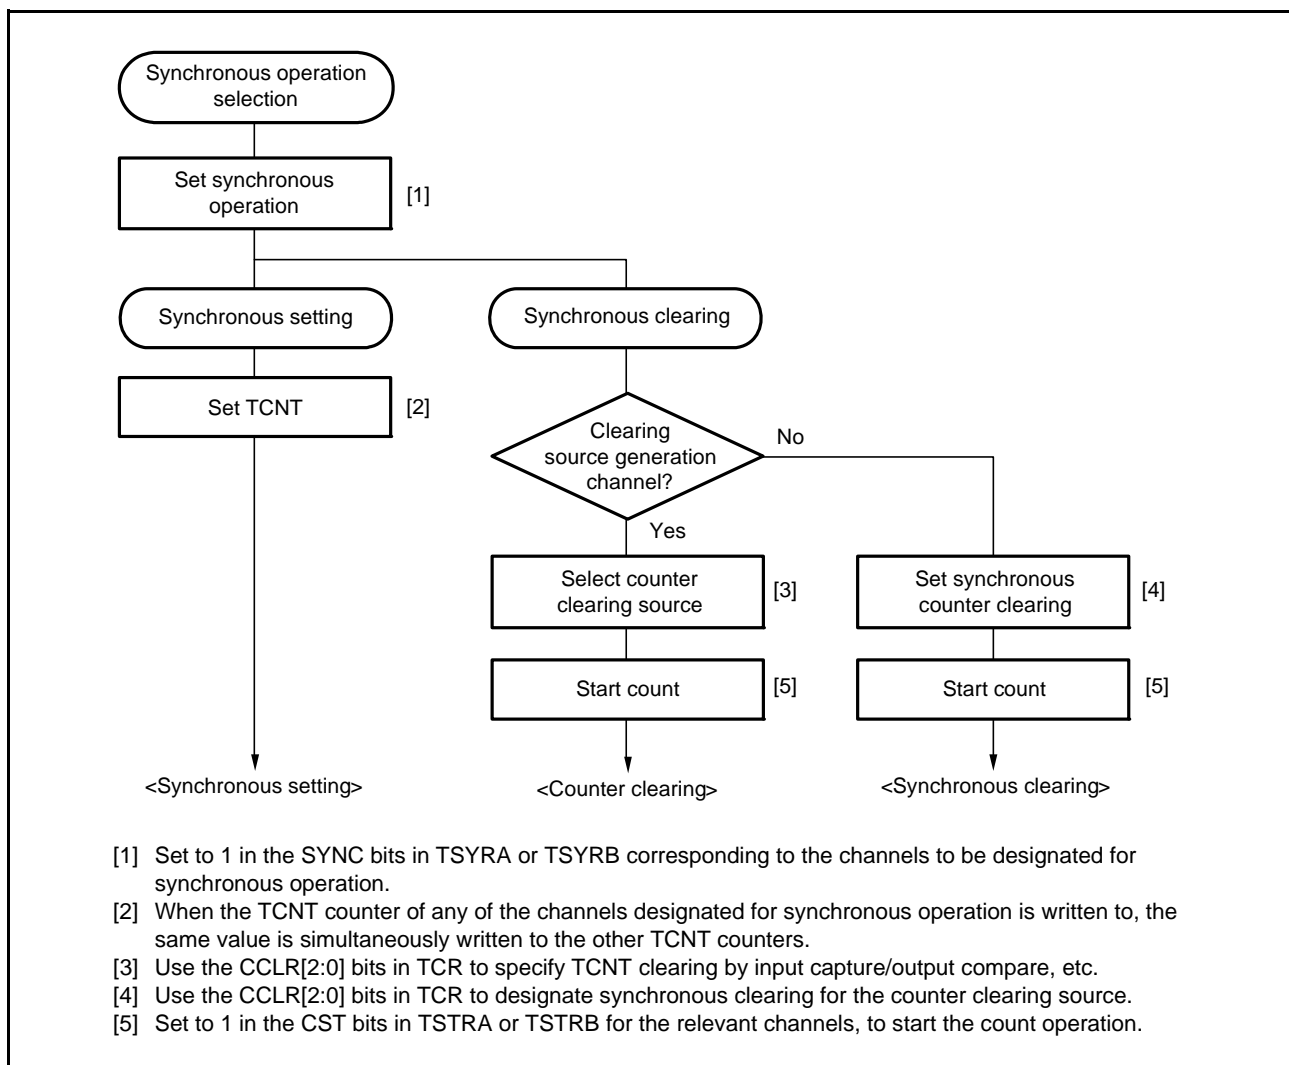 Synchronous operation
selection
Set synchronous
operation
[1]
Synchronous setting
Synchronous clearing
Set TCNT
[2]
Clearing
source generation
channel?
No
Yes
Select counter
clearing source
[3]
Set synchronous
counter clearing
[4]
Start count
[5]
Start count
[5]
<Synchronous setting>
<Counter clearing>
<Synchronous clearing>
[1] Set to 1 in the SYNC bits in TSYRA or TSYRB corresponding to the channels to be designated for
synchronous operation.
[2] When the TCNT counter of any of the channels designated for synchronous operation is written to, the
same value is simultaneously written to the other TCNT counters.
[3] Use the CCLR[2:0] bits in TCR to specify TCNT clearing by input capture/output compare, etc.
[4] Use the CCLR[2:0] bits in TCR to designate synchronous clearing for the counter clearing source.
[5] Set to 1 in the CST bits in TSTRA or TSTRB for the relevant channels, to start the count operation.